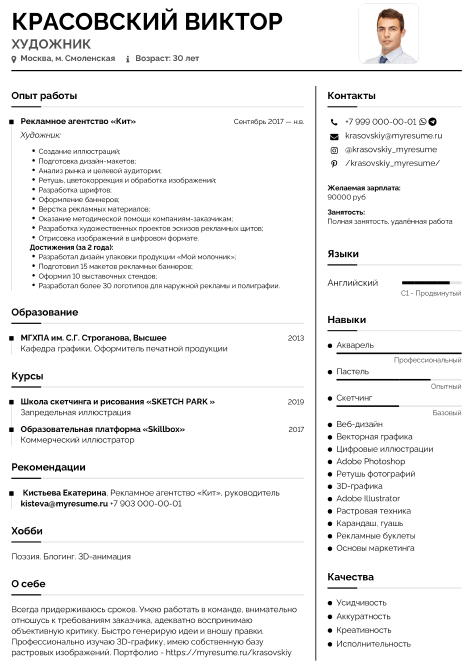 КРАСОВСКИЙ ВИКТОР
ХУДОЖНИК
Москва, м. Смоленская Возраст: 30 лет
Опыт работы
Рекламное агентство «Кит» Сентябрь 2017 — н.в.
Художник:
Создание иллюстраций;
Подготовка дизайн-макетов;
Анализ рынка и целевой аудитории;
Ретушь, цветокоррекция и обработка изображений;
Разработка шрифтов;
Оформление баннеров;
Верстка рекламных материалов;
Оказание методической помощи компаниям-заказчикам;
Разработка художественных проектов эскизов рекламных щитов;
Отрисовка изображений в цифровом формате.
Достижения (за 2 года):
Разработал дизайн упаковки продукции «Мой молочник»;
Подготовил 15 макетов рекламных баннеров;
Оформил 10 выставочных стендов;
Разработал более 30 логотипов для наружной рекламы и полиграфии.
Образование
МГХПА им. С.Г. Строганова, Высшее 2013
Кафедра графики, Оформитель печатной продукции
Курсы
Школа скетчинга и рисования «SKETCH PARK » 2019
Запредельная иллюстрация
Образовательная платформа «Skillbox» 2017
Коммерческий иллюстратор
Рекомендации
Кистьева Екатерина, Рекламное агентство «Кит», руководитель
kisteva@myresume.ru +7 903 000-00-01
Хобби
Поэзия. Блогинг. 3D-анимация
О себе
Всегда придерживаюсь сроков. Умею работать в команде, внимательно
отношусь к требованиям заказчика, адекватно воспринимаю
объективную критику. Быстро генерирую идеи и вношу правки.
Профессионально изучаю 3D-графику, имею собственную базу
растровых изображений. Портфолио - https://myresume.ru/krasovskiy
Контакты
+7 999 000-00-01
krasovskiy@myresume.ru
@krasovskiy_myresume
/krasovskiy_myresume/
Желаемая зарплата:
90000 руб
Занятость:
Полная занятость, удалённая работа
Языки
Английский
C1 - Продвинутый
Навыки
Акварель
Профессиональный
Пастель
Опытный
Скетчинг
Базовый
Веб-дизайн
Векторная графика
Цифровые иллюстрации
Adobe Photoshop
Ретушь фотографий
3D-графика
Adobe Illustrator
Растровая техника
Карандаш, гуашь
Рекламные буклеты
Основы маркетинга
Качества
Усидчивость
Аккуратность
Креативность
Исполнительность